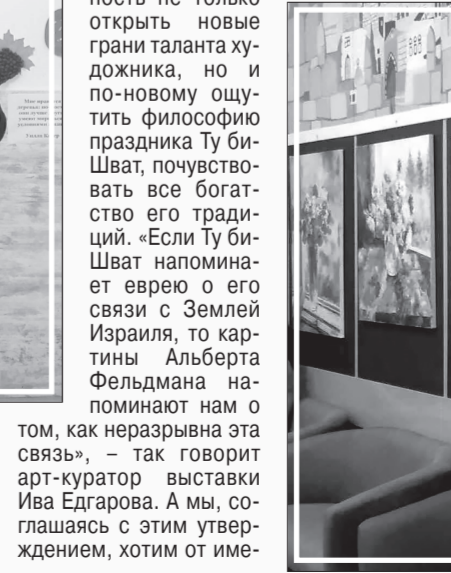 ность не только
открыть новые
грани таланта ху-
дожника, но и
по-новому ощу-
тить философию
праздника Ту би-
Шват, почувство-
вать все богат-
ство его тради-
ций. «Если Ту би-
Шват напомина-
ет еврею о его
связи с Землей
Израиля, то кар-
тины Альберта
Фельдмана на-
поминают нам о
том, как неразрывна эта
связь», – так говорит
арт-куратор выставки
Ива Едгарова. А мы, со-
глашаясь с этим утвер-
ждением, хотим от име-